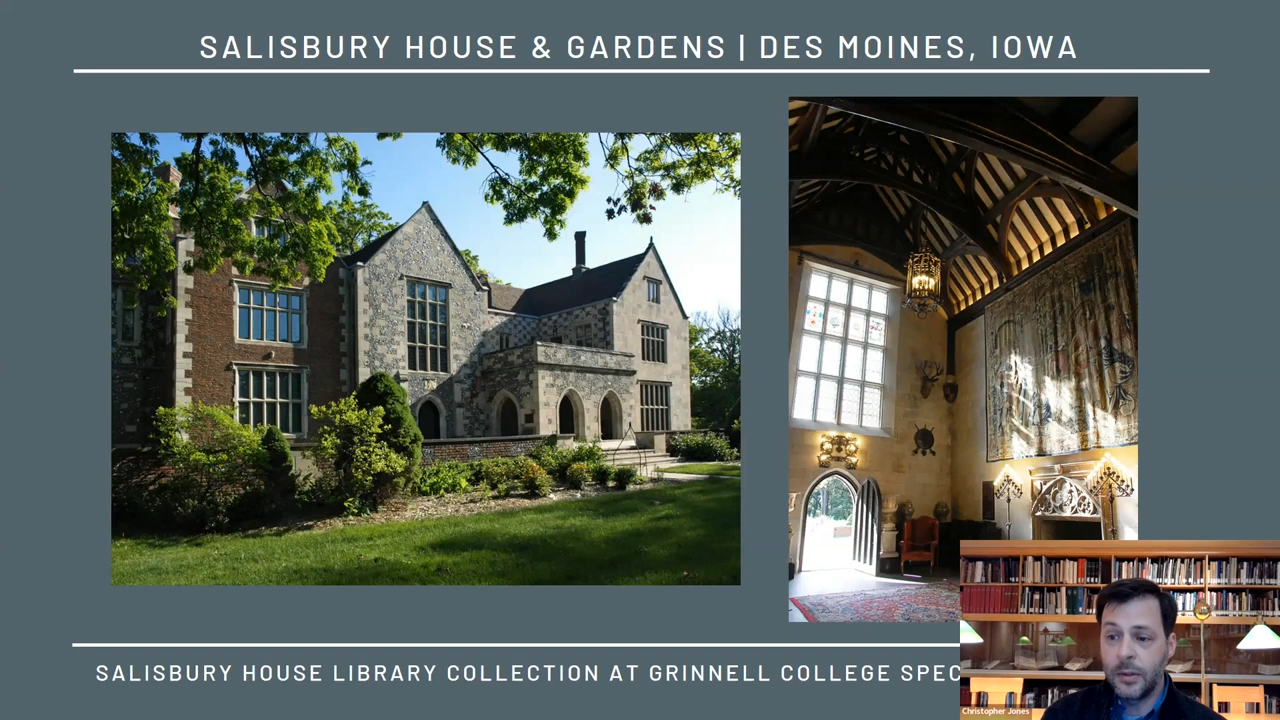 SALISBURY HOUSE & GARDENS | DES MOINES, IOWA
SALISBURY HOUSE LIBRARY COLLECTION AT GRINNELL COLLEGE SPEC
Christopher Jones